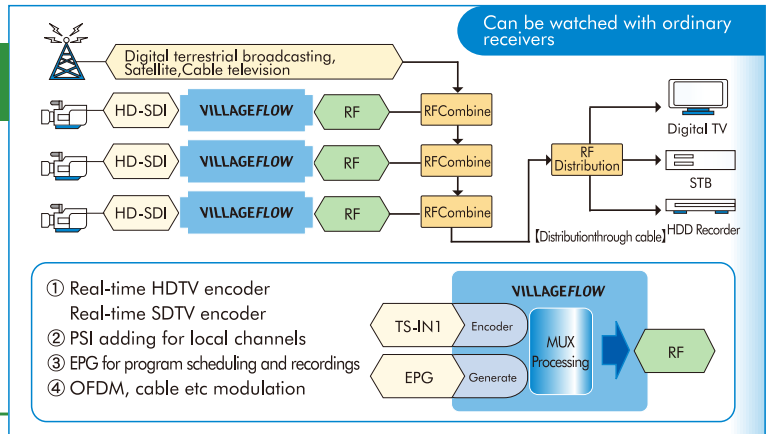 Can be watched with ordinary
receivers
Digital terrestrial broadcasting,
Satellite,Cable television
HD-SDI
VILLAGEFLOW
RF
RFCombine
HD-SDI
VILLAGEFLOW
RF
RFCombine
HD-SDI
VILLAGEFLOW
RF
RFCombine
RF
Distribution
Digital TV
STB
HDD Recorder
【Distributionthrough cable】
① Real-time HDTV encoder
Real-time SDTV encoder
② PSI adding for local channels
③ EPG for program scheduling and recordings
④ OFDM, cable etc modulation
VILLAGEFLOW
TS-IN1
Encoder
EPG
Generate
MUX
Processing
RF